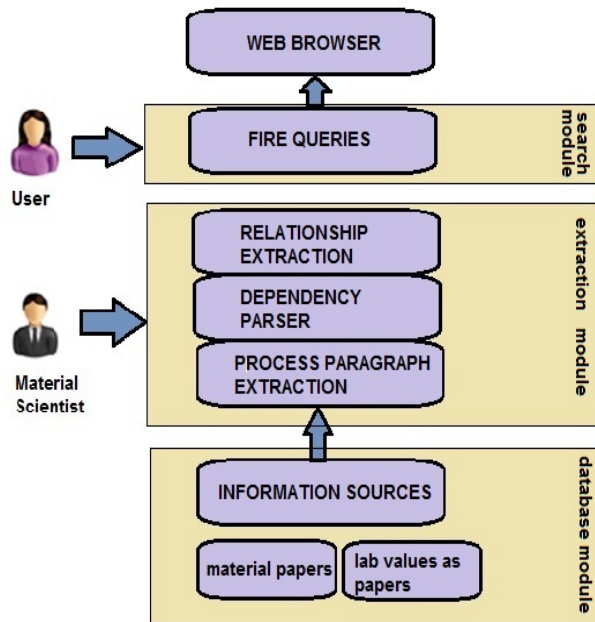 WEB BROWSER
FIRE QUERIES
search
module
User
RELATIONSHIP
EXTRACTION
DEPENDENCY
PARSER
PROCESS PARAGRAPH
EXTRACTION
extraction module
Material
Scientist
INFORMATION SOURCES
material papers
lab values as
papers
database module